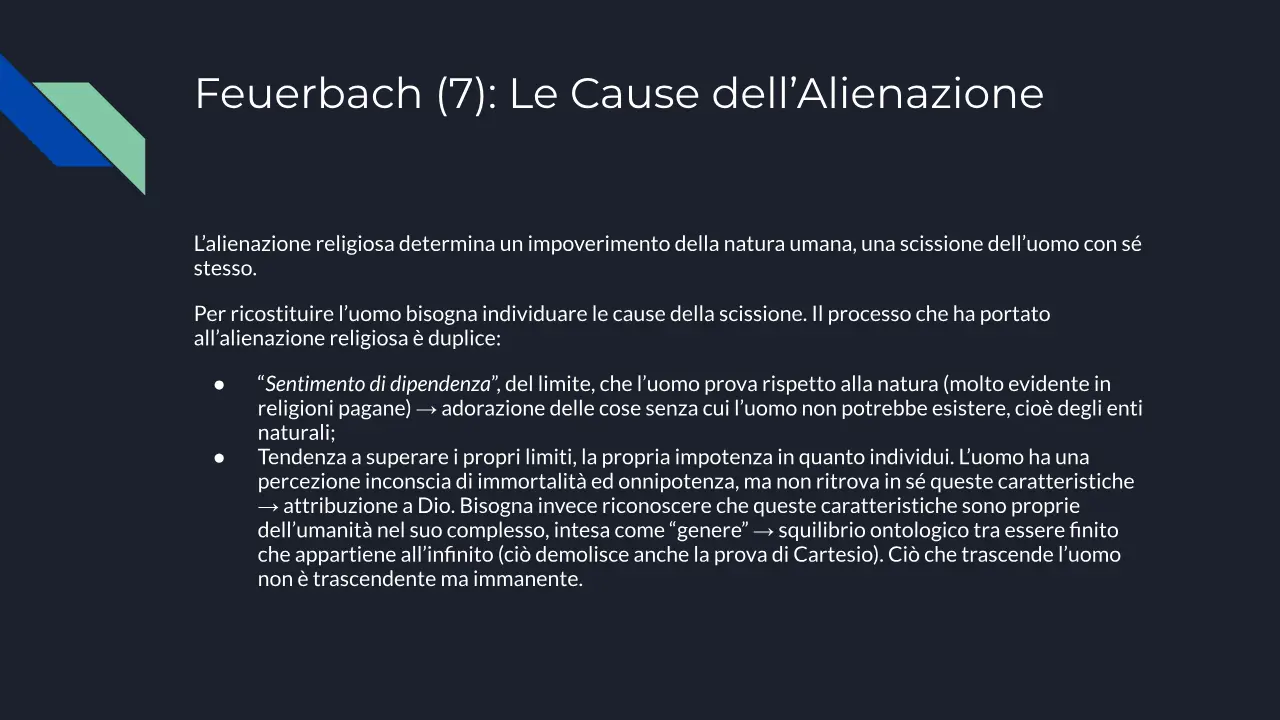 Feuerbach (7): Le Cause dell’Alienazione
L’alienazione religiosa determina un impoverimento della natura umana, una scissione dell’uomo con sé
stesso.
Per ricostituire l’uomo bisogna individuare le cause della scissione. Il processo che ha portato
all’alienazione religiosa è duplice:
● “Sentimento di dipendenza”, del limite, che l’uomo prova rispetto alla natura (molto evidente in
religioni pagane) → adorazione delle cose senza cui l’uomo non potrebbe esistere, cioè degli enti
naturali;
● Tendenza a superare i propri limiti, la propria impotenza in quanto individui. L’uomo ha una
percezione inconscia di immortalità ed onnipotenza, ma non ritrova in sé queste caratteristiche
→ attribuzione a Dio. Bisogna invece riconoscere che queste caratteristiche sono proprie
dell’umanità nel suo complesso, intesa come “genere” → squilibrio ontologico tra essere finito
che appartiene all’infinito (ciò demolisce anche la prova di Cartesio). Ciò che trascende l’uomo
non è trascendente ma immanente.